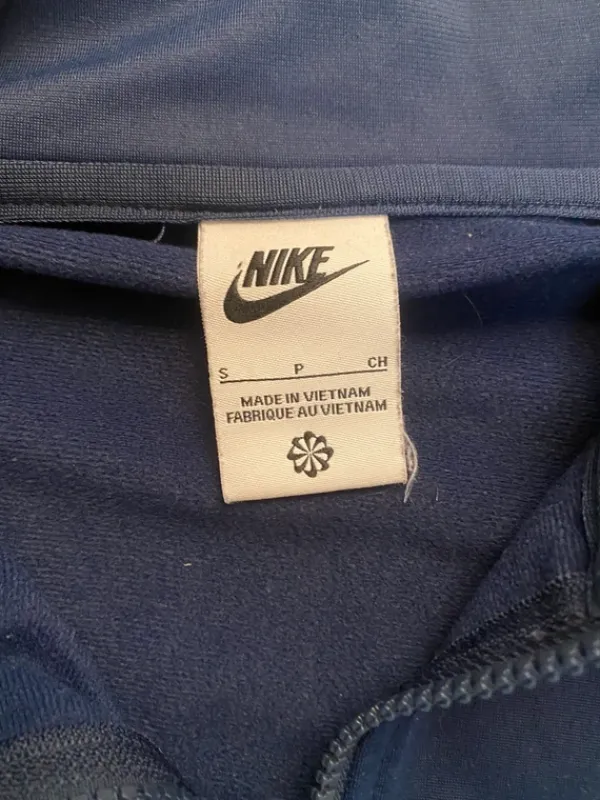 NIKE
S P CH
MADE IN VIETNAM
FABRIQUE AU VIETNAM